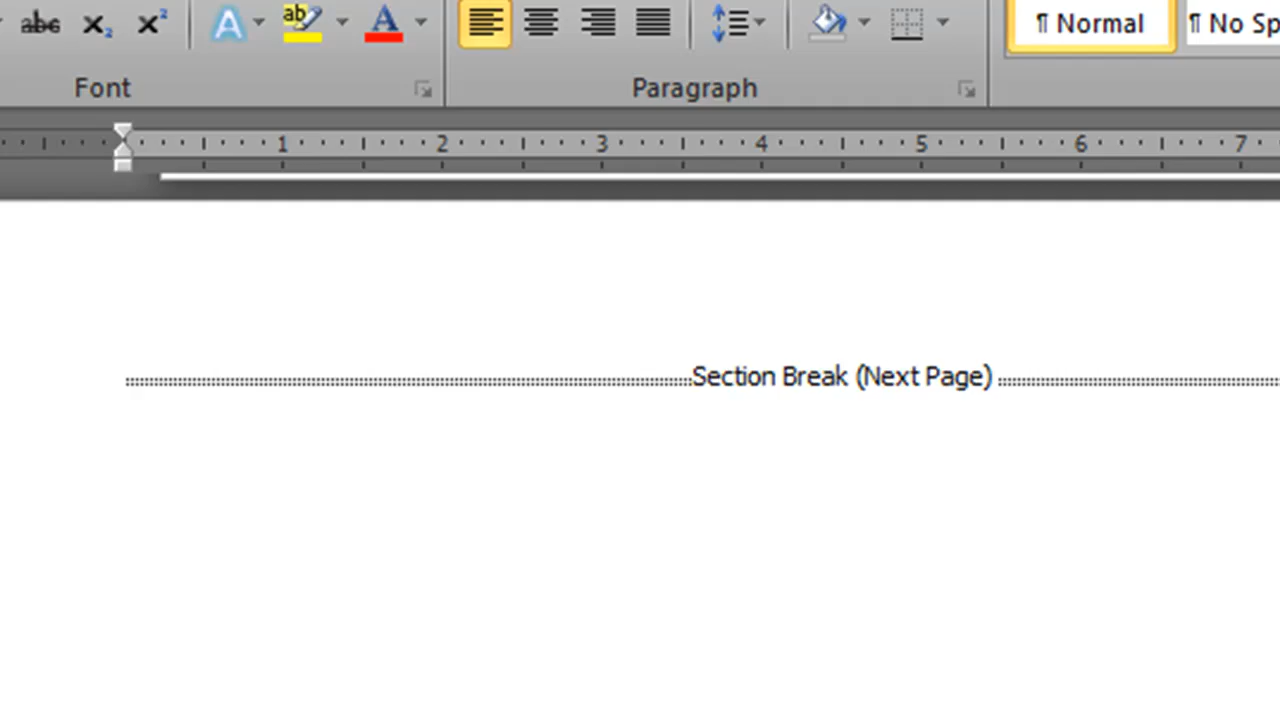 abc x₂ x² A ab A ¶ Normal ¶ No Sp
Font Paragraph
1 2 3 4 5 6 7
Section Break (Next Page)